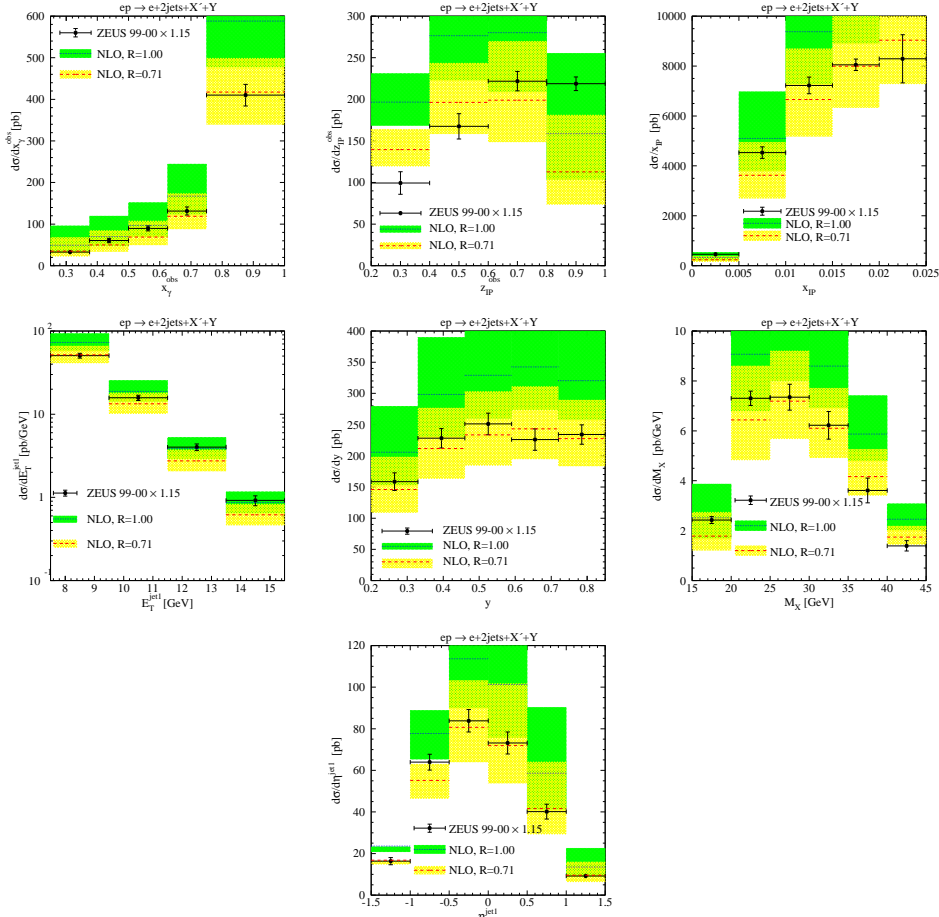 ep → e+2jets+X´+Y
dσ/dx_γ^obs [pb]
600
500
400
300
200
100
0
ZEUS 99-00 × 1.15
NLO, R=1.00
NLO, R=0.71
0.3 0.4 0.5 0.6 0.7 0.8 0.9 1
x_γ^obs
ep → e+2jets+X´+Y
dσ/dz_IP^obs [pb]
300
250
200
150
100
50
0
ZEUS 99-00 × 1.15
NLO, R=1.00
NLO, R=0.71
0.2 0.3 0.4 0.5 0.6 0.7 0.8 0.9 1
z_IP^obs
ep → e+2jets+X´+Y
dσ/x_IP [pb]
10000
8000
6000
4000
2000
0
ZEUS 99-00 × 1.15
NLO, R=1.00
NLO, R=0.71
0 0.005 0.01 0.015 0.02 0.025
x_IP
ep → e+2jets+X´+Y
dσ/dE_T^jet1 [pb/GeV]
10^2
10
1
10^-1
ZEUS 99-00 × 1.15
NLO, R=1.00
NLO, R=0.71
8 9 10 11 12 13 14 15
E_T^jet1 [GeV]
ep → e+2jets+X´+Y
dσ/dy [pb]
400
350
300
250
200
150
100
50
0
ZEUS 99-00 × 1.15
NLO, R=1.00
NLO, R=0.71
0.2 0.3 0.4 0.5 0.6 0.7 0.8
y
ep → e+2jets+X´+Y
dσ/dM_X [pb/GeV]
10
8
6
4
2
0
ZEUS 99-00 × 1.15
NLO, R=1.00
NLO, R=0.71
15 20 25 30 35 40 45
M_X [GeV]
ep → e+2jets+X´+Y
dσ/dη^jet1 [pb]
120
100
80
60
40
20
0
ZEUS 99-00 × 1.15
NLO, R=1.00
NLO, R=0.71
-1.5 -1 -0.5 0 0.5 1 1.5
η^jet1